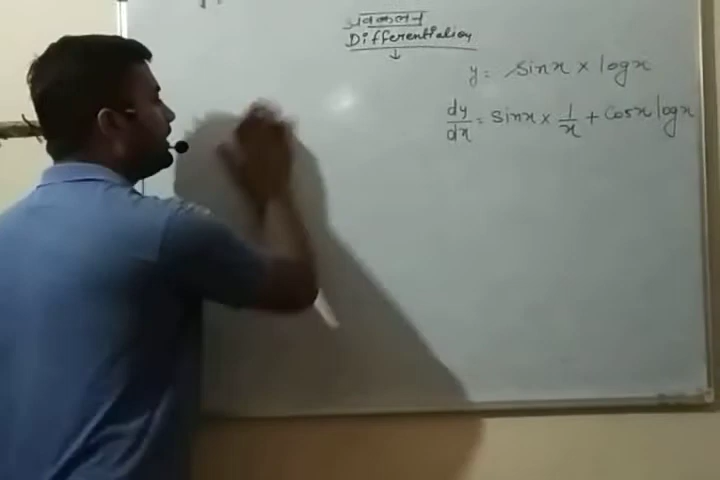 अवकलन
Differentiation
↓
y = sinx × logx
dy/dx = sinx × 1/x + cosx logx